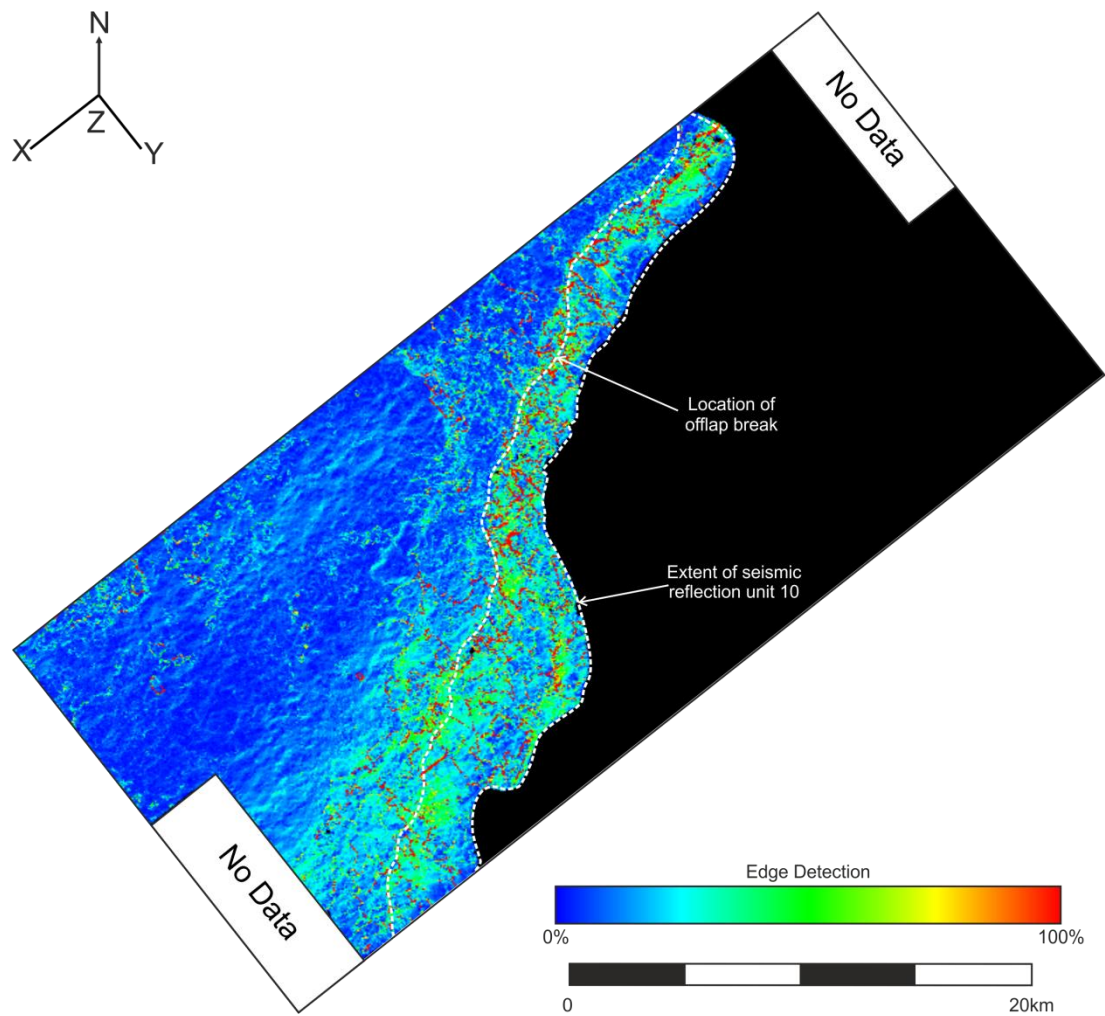 N
X
Z
Y
No Data
Location of
offlap break
Extent of seismic
reflection unit 10
No Data
Edge Detection
0%
100%
0
20km